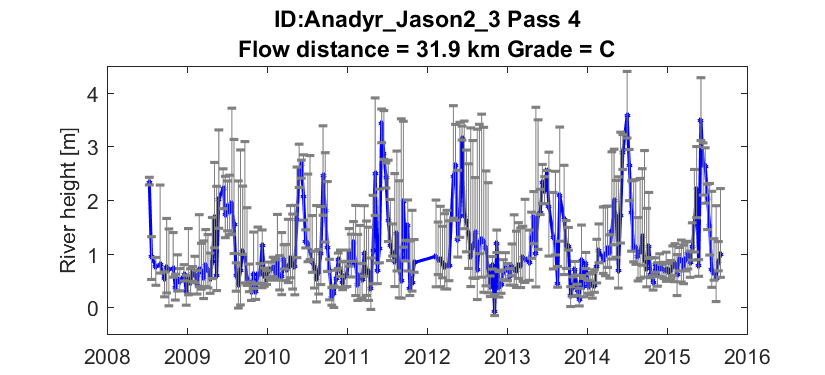 ID:Anadyr_Jason2_3 Pass 4
Flow distance = 31.9 km Grade = C
River height [m]
4
3
2
1
0
2008 2009 2010 2011 2012 2013 2014 2015 2016